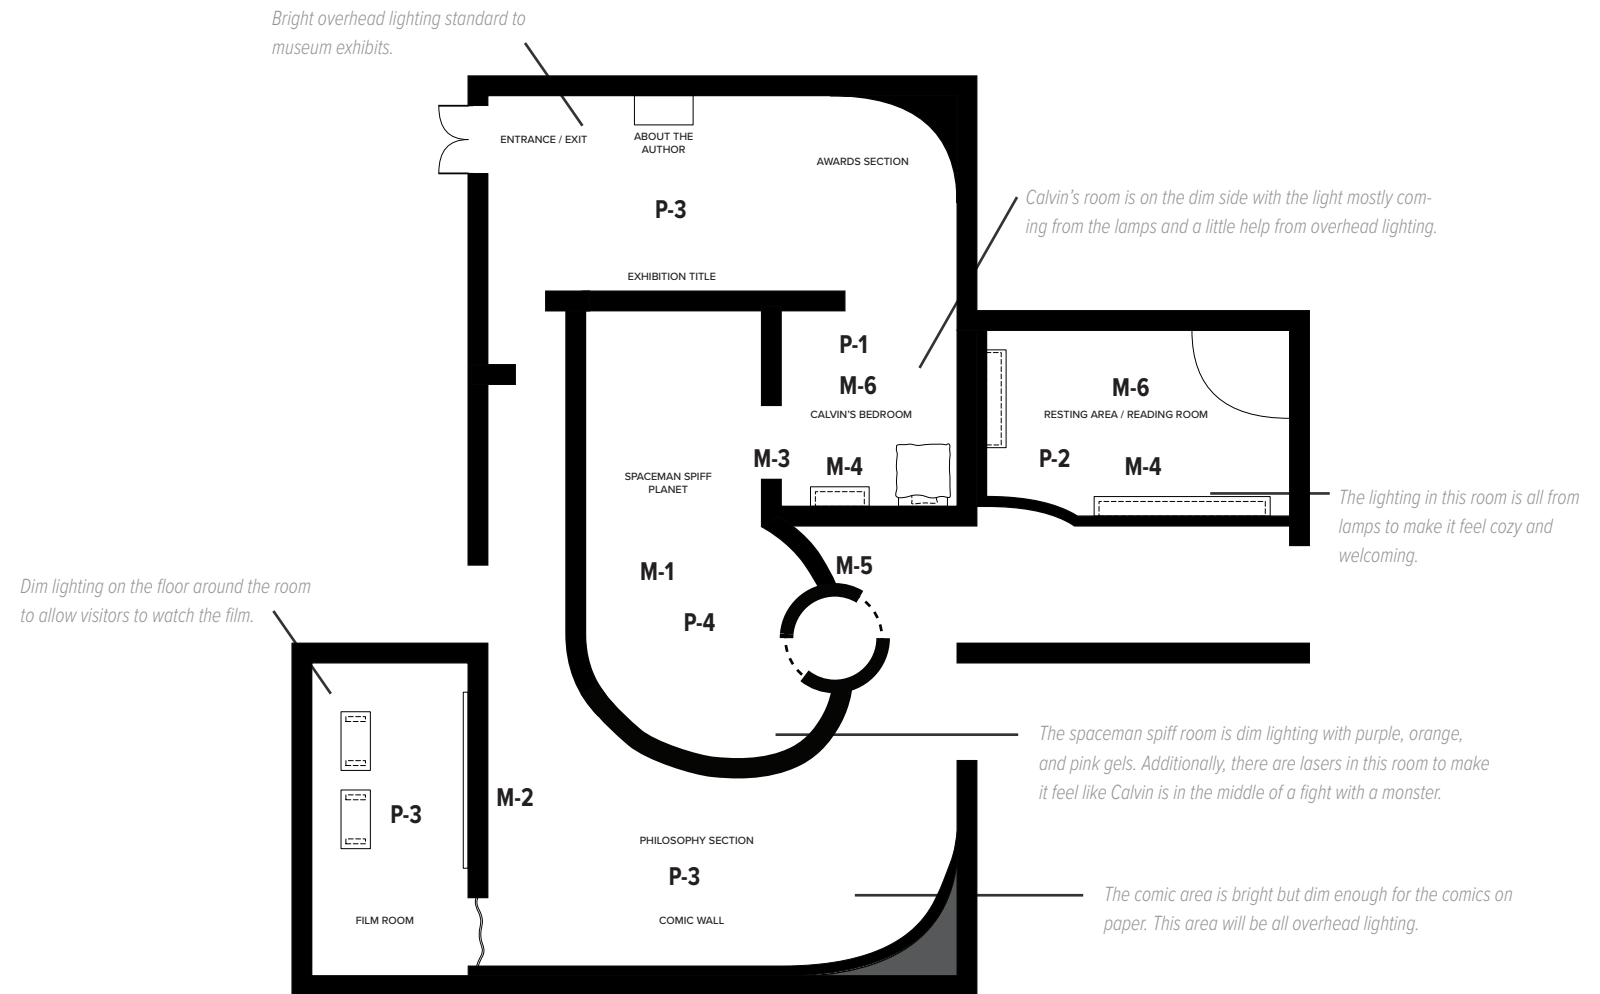 Bright overhead lighting standard to
museum exhibits.
ENTRANCE / EXIT
ABOUT THE
AUTHOR
AWARDS SECTION
P-3
EXHIBITION TITLE
Calvin's room is on the dim side with the light mostly com-
ing from the lamps and a little help from overhead lighting.
P-1
M-6
CALVIN'S BEDROOM
M-3
M-4
M-6
RESTING AREA / READING ROOM
P-2
M-4
SPACEMAN SPIFF
PLANET
The lighting in this room is all from
lamps to make it feel cozy and
welcoming.
M-1
M-5
P-4
Dim lighting on the floor around the room
to allow visitors to watch the film.
The spaceman spiff room is dim lighting with purple, orange,
and pink gels. Additionally, there are lasers in this room to make
it feel like Calvin is in the middle of a fight with a monster.
M-2
P-3
PHILOSOPHY SECTION
P-3
The comic area is bright but dim enough for the comics on
paper. This area will be all overhead lighting.
FILM ROOM
COMIC WALL